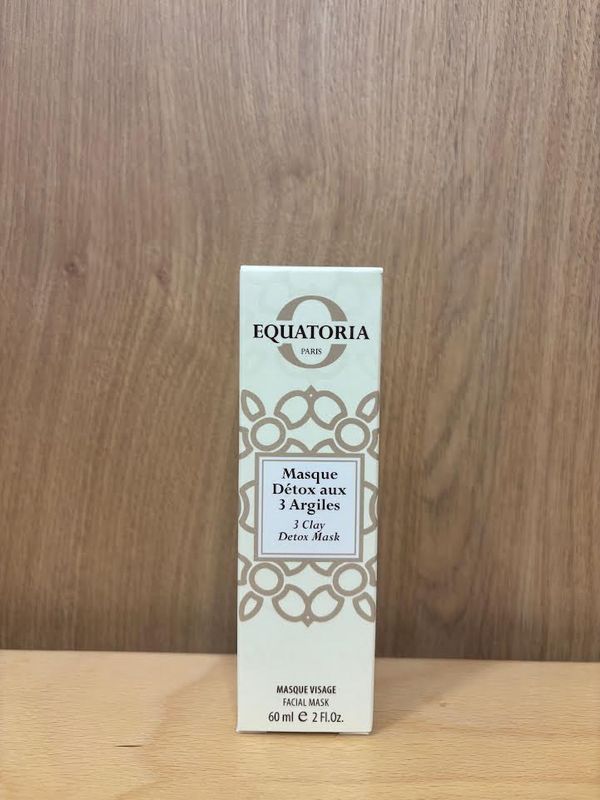 EQUATORIA
PARIS
Masque
Détox aux
3 Argiles
3 Clay
Detox Mask
MASQUE VISAGE
FACIAL MASK
60 ml e 2 Fl.Oz.